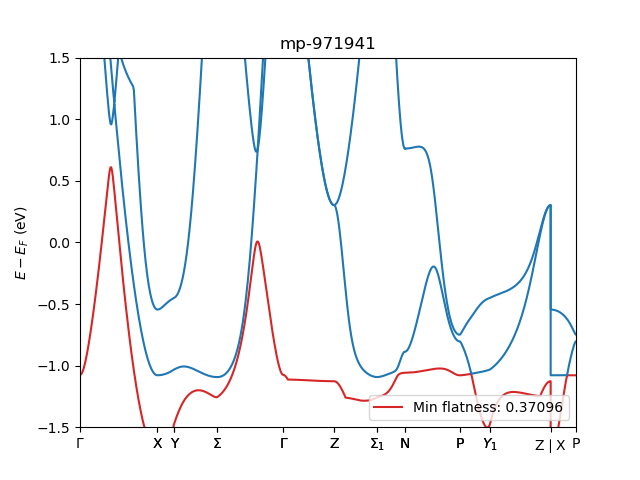 mp-971941
E − E_F (eV)
1.5
1.0
0.5
0.0
−0.5
−1.0
−1.5
Min flatness: 0.37096
Γ X Y Σ Γ Z Σ₁ N P Y₁ Z | X P